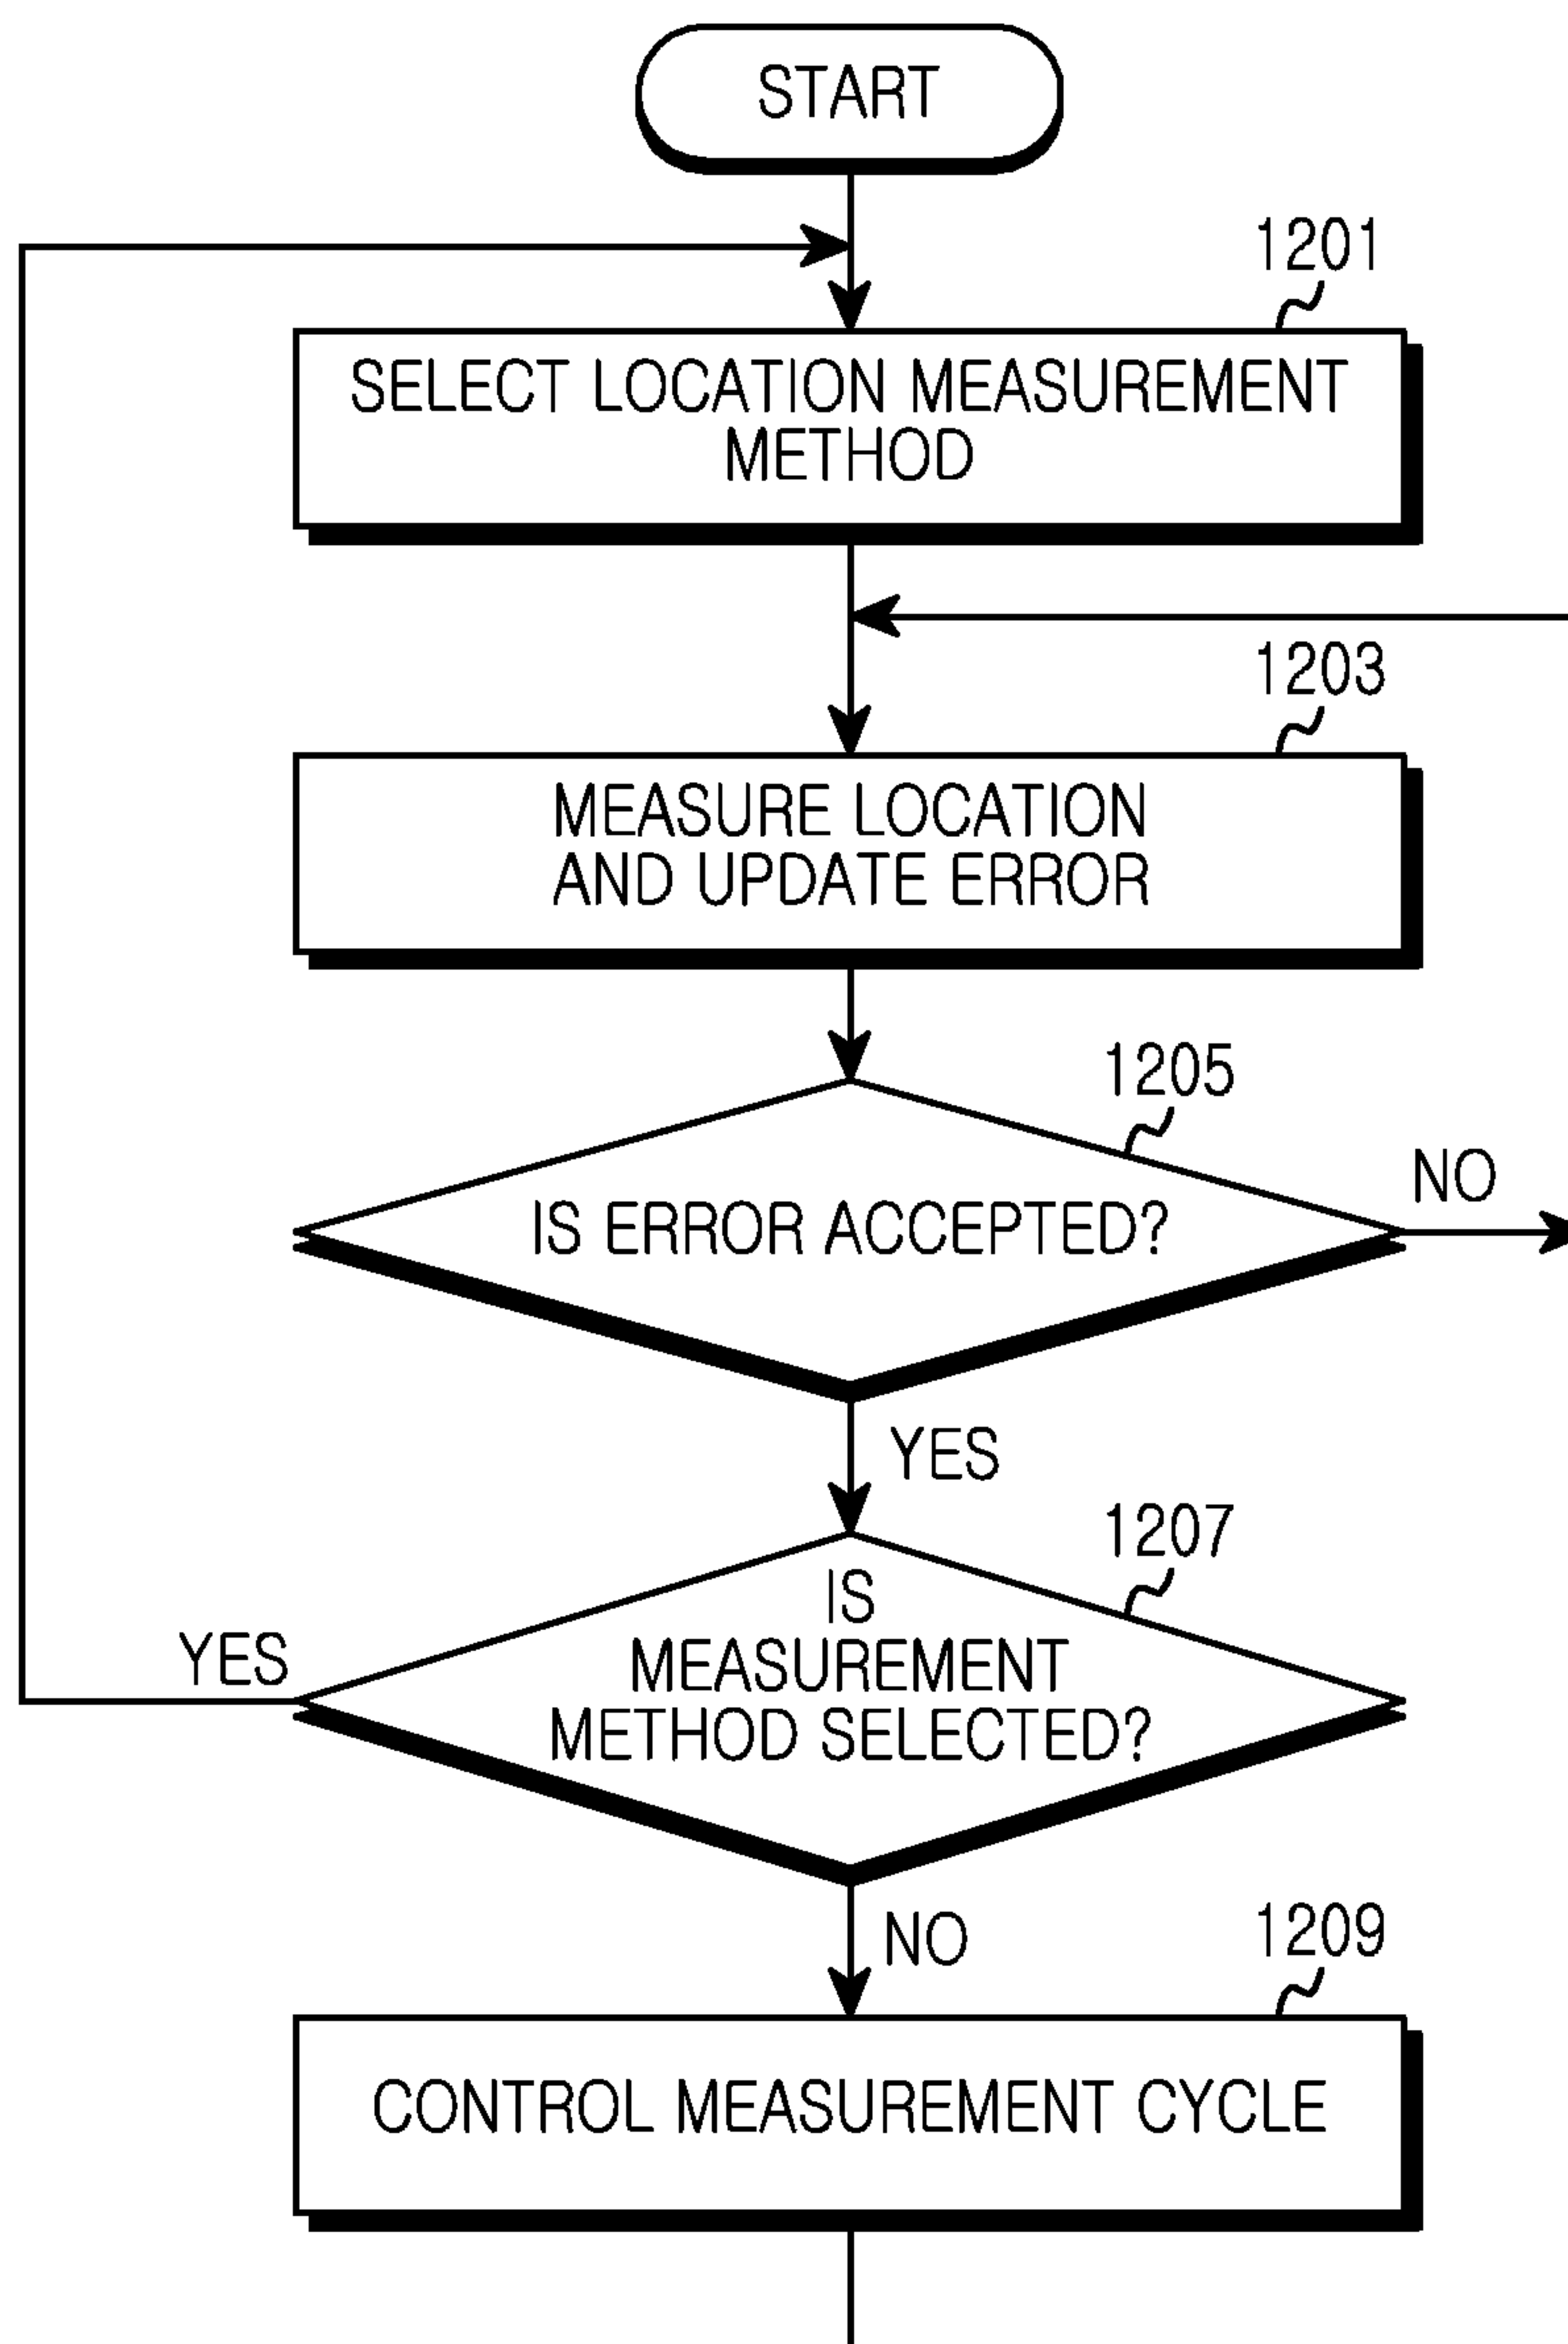 START
1201
SELECT LOCATION MEASUREMENT
METHOD
1203
MEASURE LOCATION
AND UPDATE ERROR
1205
NO
IS ERROR ACCEPTED?
YES
1207
IS
MEASUREMENT
METHOD SELECTED?
YES
NO
1209
CONTROL MEASUREMENT CYCLE